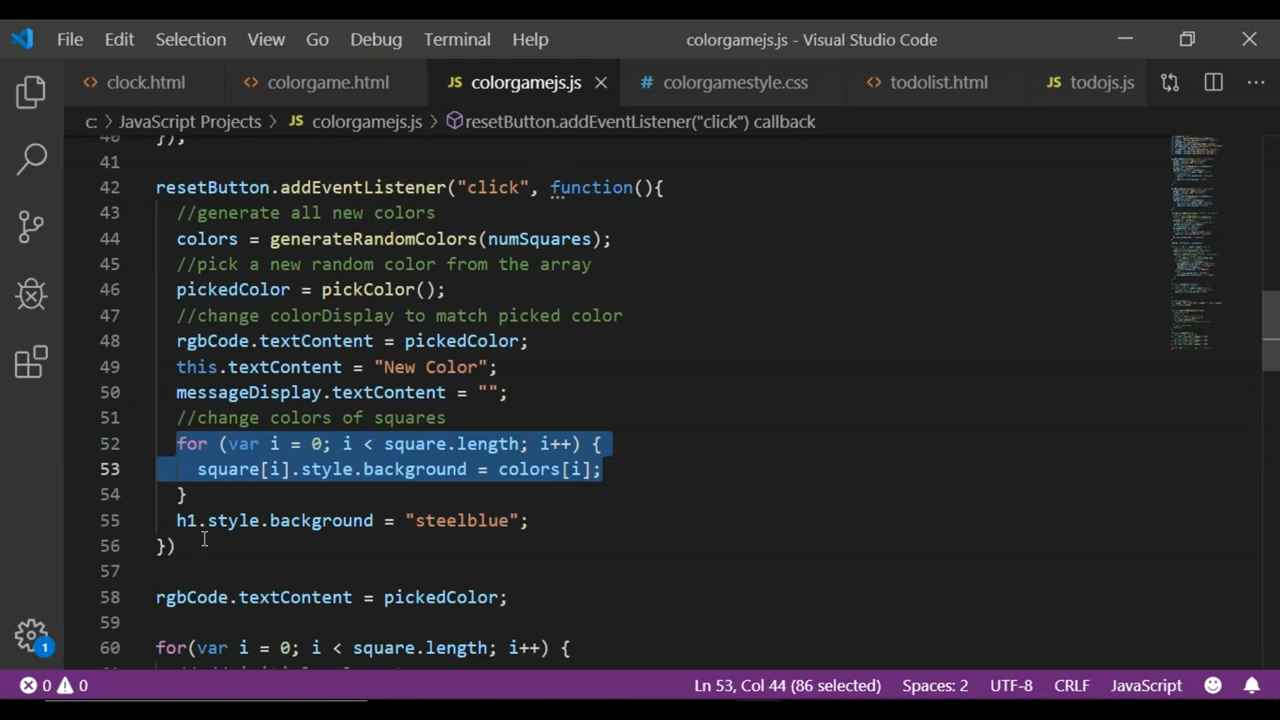 File Edit Selection View Go Debug Terminal Help colorgamejs.js - Visual Studio Code
clock.html colorgame.html JS colorgamejs.js # colorgamestyle.css todolist.html JS todojs.js
c: > JavaScript Projects > JS colorgamejs.js > resetButton.addEventListener("click") callback
40 });
41
42 resetButton.addEventListener("click", function(){
43 //generate all new colors
44 colors = generateRandomColors(numSquares);
45 //pick a new random color from the array
46 pickedColor = pickColor();
47 //change colorDisplay to match picked color
48 rgbCode.textContent = pickedColor;
49 this.textContent = "New Color";
50 messageDisplay.textContent = "";
51 //change colors of squares
52 for (var i = 0; i < square.length; i++) {
53 square[i].style.background = colors[i];
54 }
55 h1.style.background = "steelblue";
56 })
57
58 rgbCode.textContent = pickedColor;
59
60 for(var i = 0; i < square.length; i++) {
1
0 0 Ln 53, Col 44 (86 selected) Spaces: 2 UTF-8 CRLF JavaScript